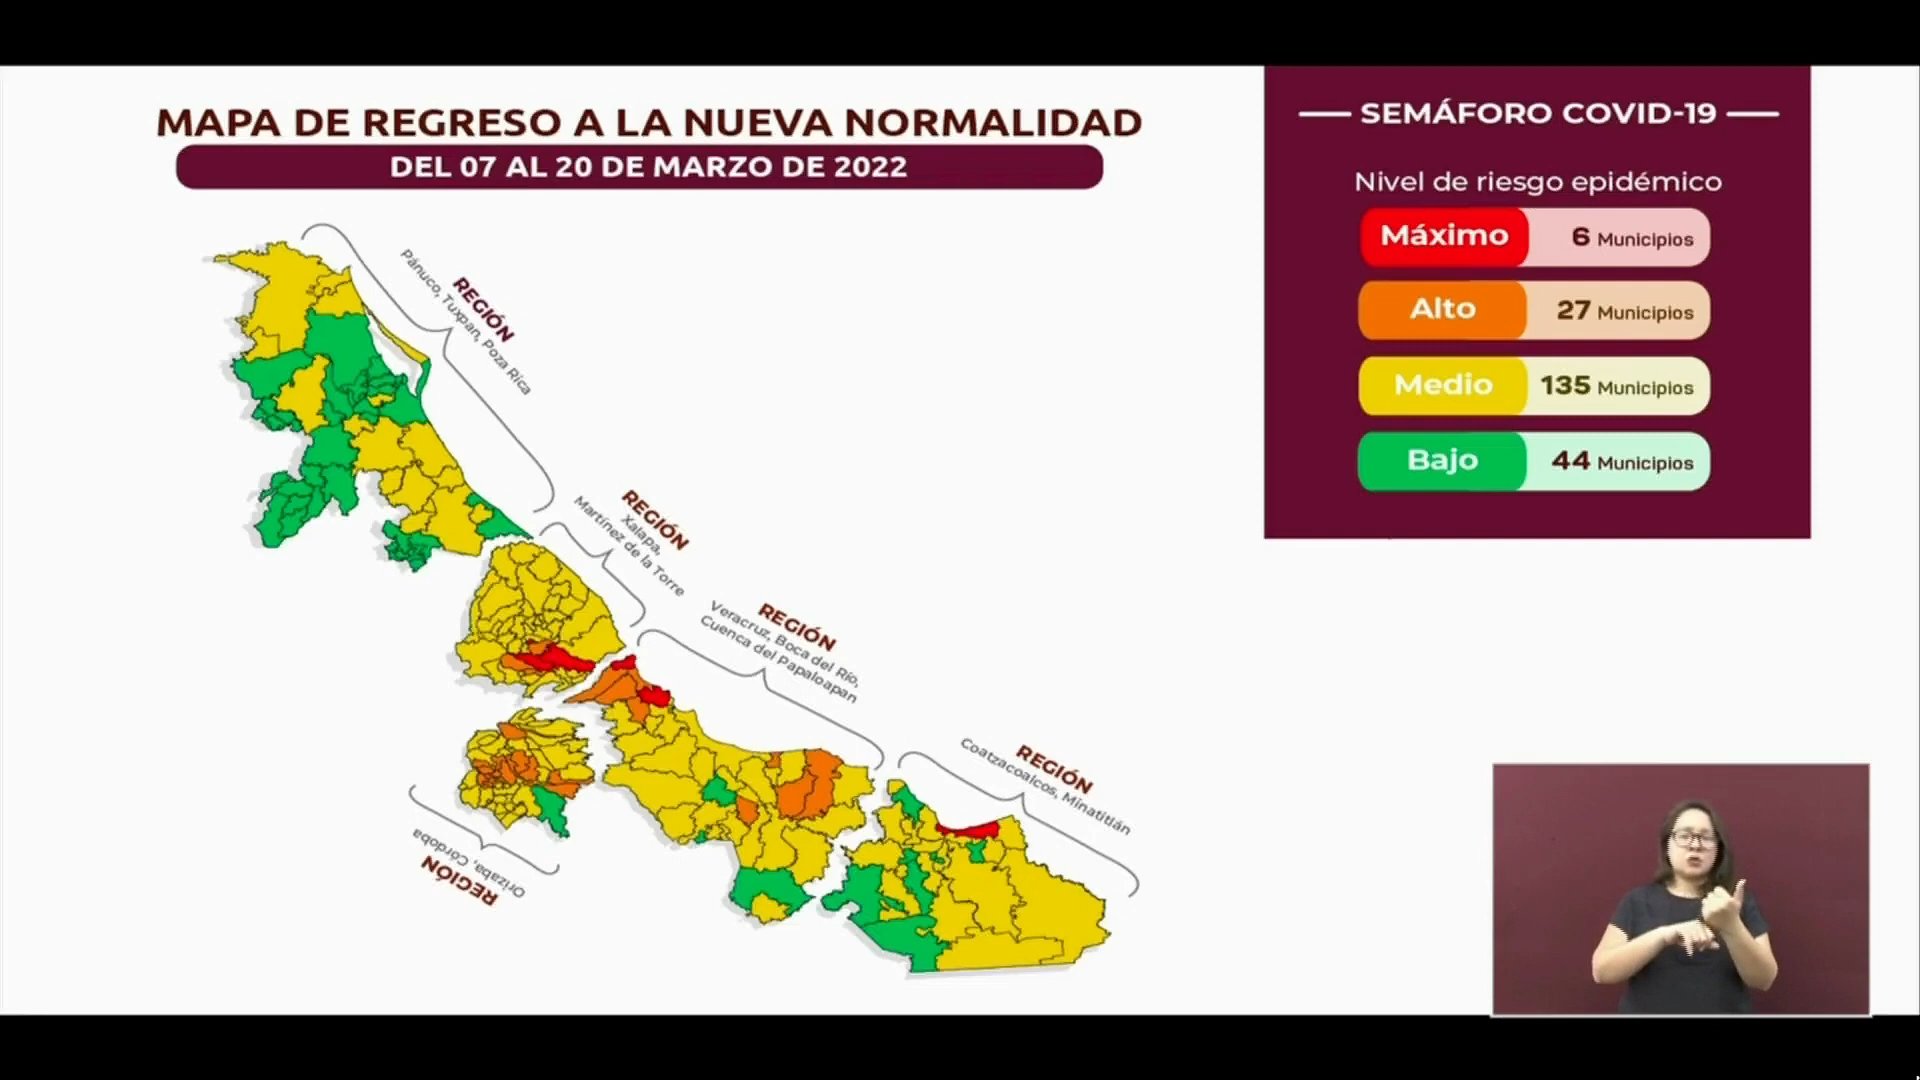 MAPA DE REGRESO A LA NUEVA NORMALIDAD
DEL 07 AL 20 DE MARZO DE 2022
SEMÁFORO COVID-19
Nivel de riesgo epidémico
Máximo 6 Municipios
Alto 27 Municipios
Medio 135 Municipios
Bajo 44 Municipios
REGIÓN
Pánuco, Tuxpan, Poza Rica
REGIÓN
Xalapa,
Martínez de la Torre
REGIÓN
Veracruz, Boca del Río,
Cuenca del Papaloapan
REGIÓN
Coatzacoalcos, Minatitlán
REGIÓN
Orizaba, Córdoba